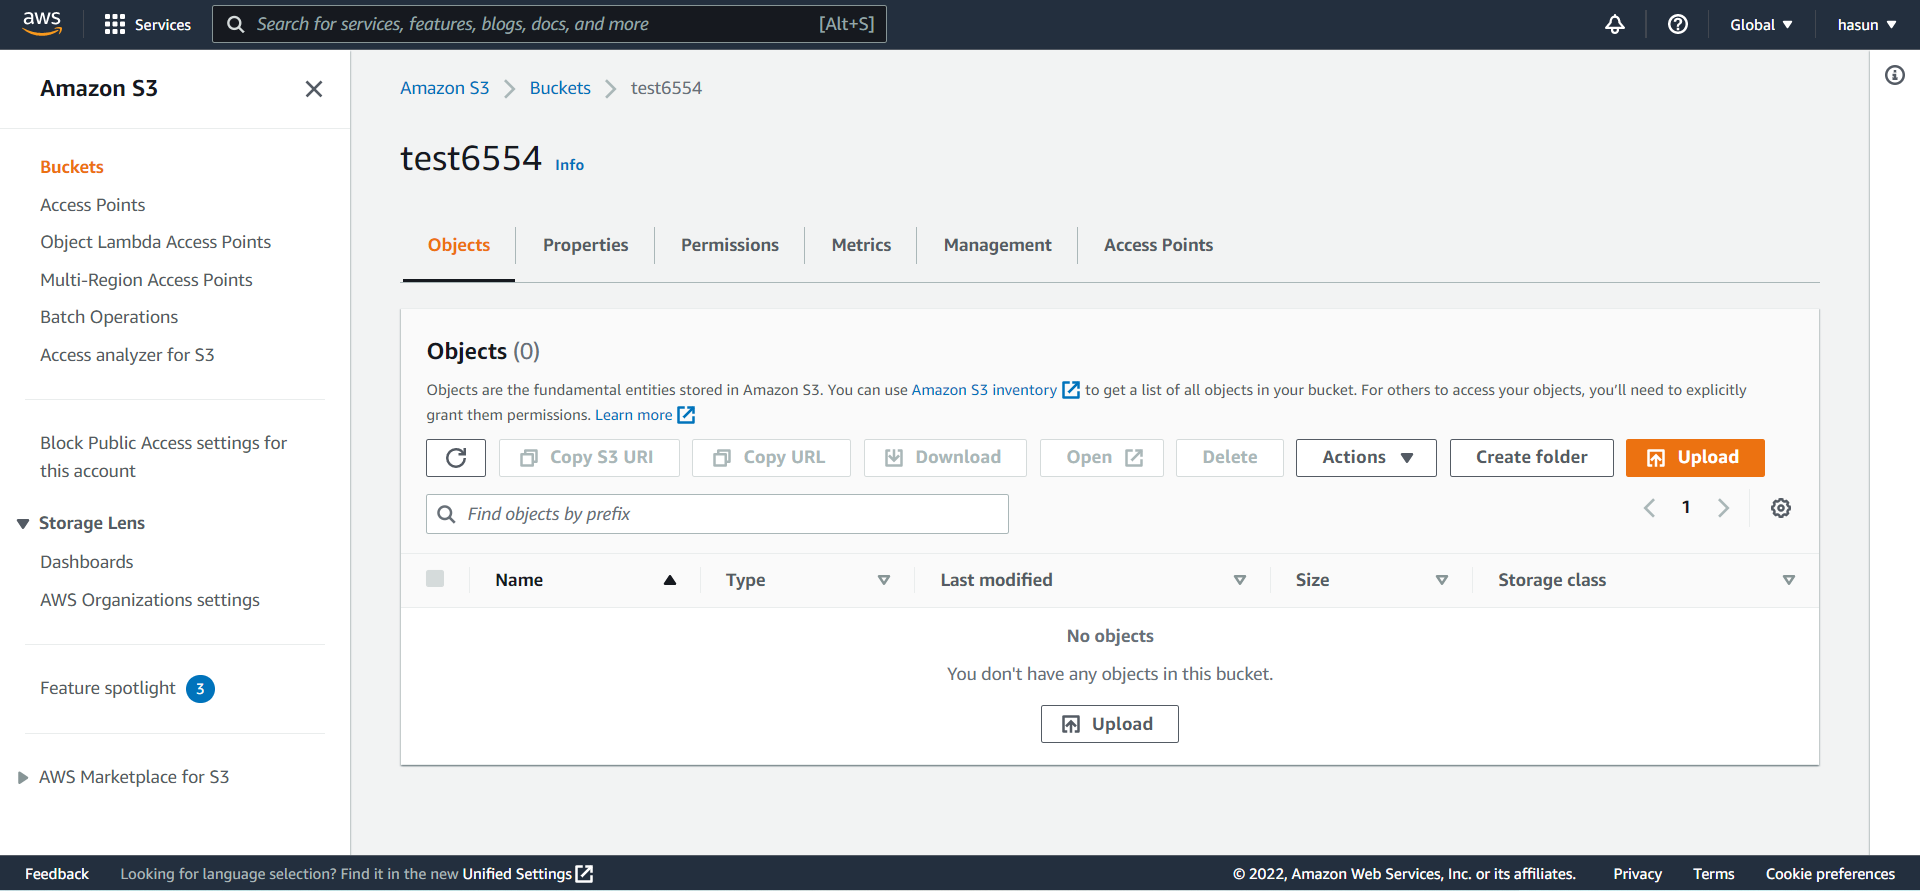 aws
Services
Search for services, features, blogs, docs, and more [Alt+S]
Global
hasun
Amazon S3
Buckets
Access Points
Object Lambda Access Points
Multi-Region Access Points
Batch Operations
Access analyzer for S3
Block Public Access settings for
this account
Storage Lens
Dashboards
AWS Organizations settings
Feature spotlight 3
AWS Marketplace for S3
Amazon S3 Buckets test6554
test6554 Info
Objects Properties Permissions Metrics Management Access Points
Objects (0)
Objects are the fundamental entities stored in Amazon S3. You can use Amazon S3 inventory to get a list of all objects in your bucket. For others to access your objects, you’ll need to explicitly
grant them permissions. Learn more
Copy S3 URI Copy URL Download Open Delete Actions Create folder Upload
Find objects by prefix 1
Name Type Last modified Size Storage class
No objects
You don't have any objects in this bucket.
Upload
Feedback Looking for language selection? Find it in the new Unified Settings © 2022, Amazon Web Services, Inc. or its affiliates. Privacy Terms Cookie preferences